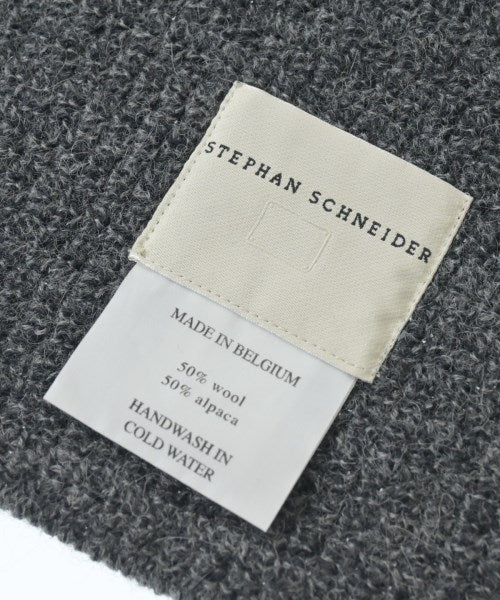 STEPHAN SCHNEIDER
MADE IN BELGIUM
50% wool
50% alpaca
HANDWASH IN
COLD WATER